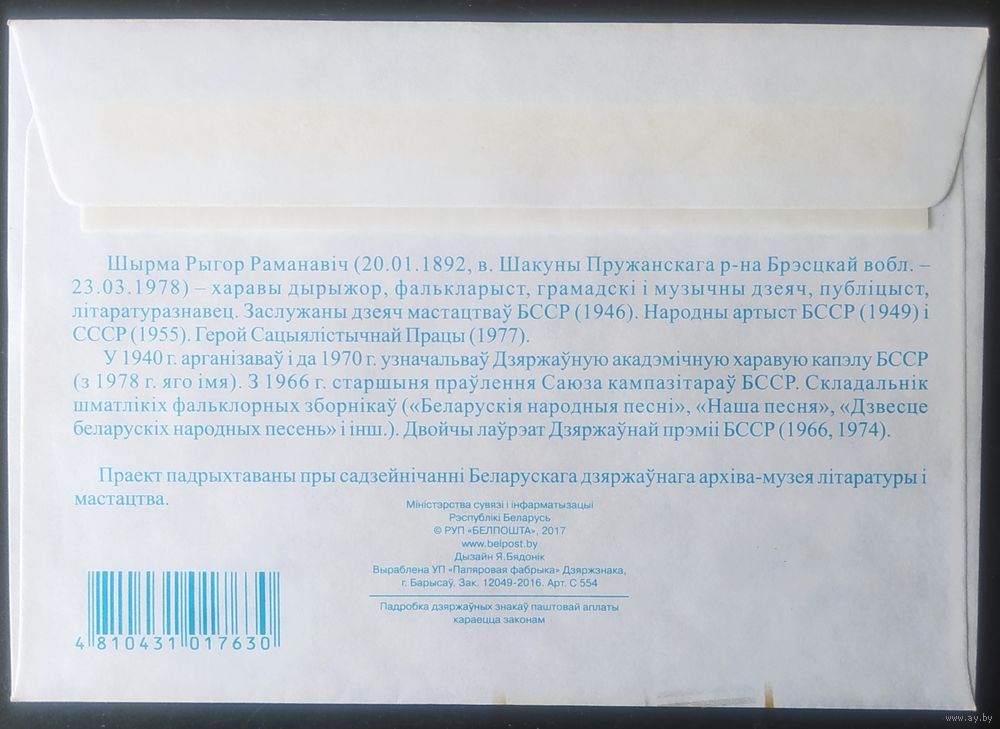 Шырма Рыгор Раманавіч (20.01.1892, в. Шакуны Пружанскага р-на Брэсцкай вобл. –
23.03.1978) – харавы дырыжор, фалькларыст, грамадскі і музычны дзеяч, публіцыст,
літаратуразнавец. Заслужаны дзеяч мастацтваў БССР (1946). Народны артыст БССР (1949) і
СССР (1955). Герой Сацыялістычнай Працы (1977).
У 1940 г. арганізаваў і да 1970 г. узначальваў Дзяржаўную акадэмічную харавую капэлу БССР
(з 1978 г. яго імя). З 1966 г. старшыня праўлення Саюза кампазітараў БССР. Складальнік
шматлікіх фальклорных зборнікаў («Беларускія народныя песні», «Наша песня», «Дзвесце
беларускіх народных песень» і інш.). Двойчы лаўрэат Дзяржаўнай прэміі БССР (1966, 1974).
Праект падрыхтаваны пры садзейнічанні Беларускага дзяржаўнага архіва-музея літаратуры і
мастацтва.
Міністэрства сувязі і інфарматызацыі
Рэспублікі Беларусь
© РУП «БЕЛПОШТА», 2017
www.belpost.by
Дызайн Я.Бядонік
Выраблена УП «Папяровая фабрыка» Дзяржзнака,
г. Барысаў. Зак. 12049-2016. Арт. С 554
Падробка дзяржаўных знакаў паштовай аплаты
караецца законам
4 810431 017630
www.ay.by